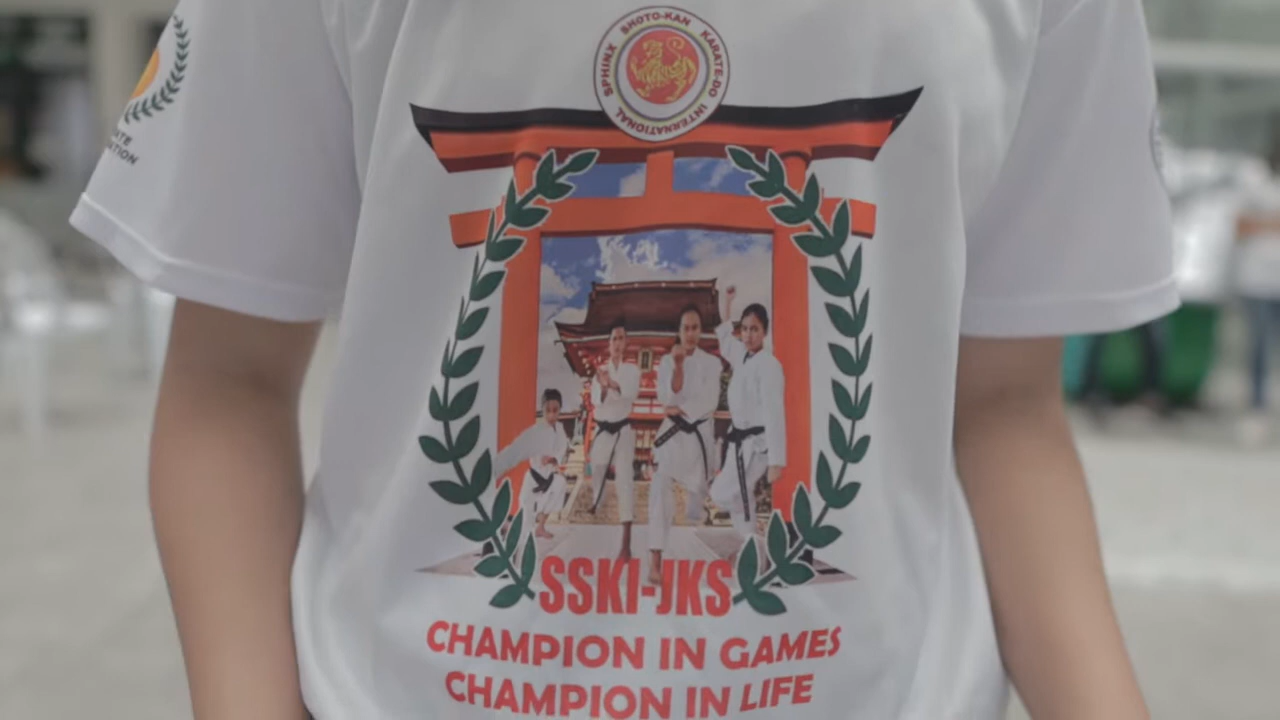 SPHINX SHOTO-KAN KARATE-DO INTERNATIONAL
SSKI-JKS
CHAMPION IN GAMES
CHAMPION IN LIFE